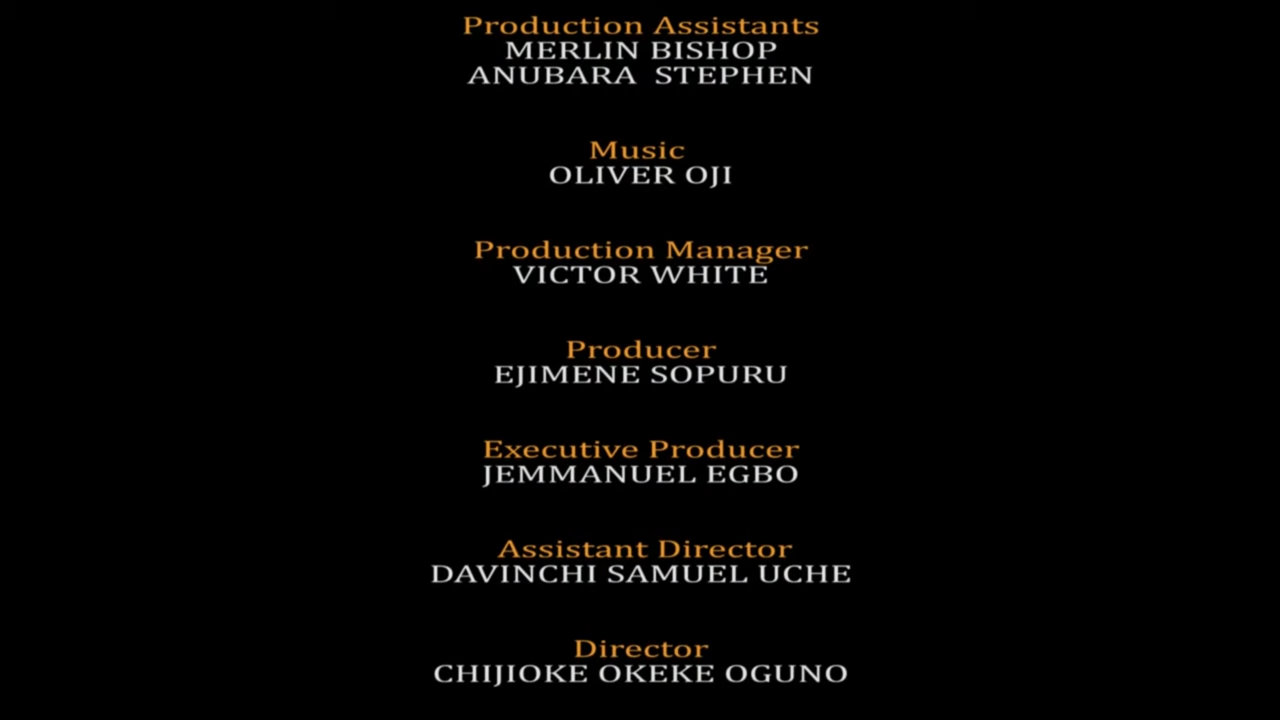 Production Assistants
MERLIN BISHOP
ANUBARA STEPHEN
Music
OLIVER OJI
Production Manager
VICTOR WHITE
Producer
EJIMENE SOPURU
Executive Producer
JEMMANUEL EGBO
Assistant Director
DAVINCHI SAMUEL UCHE
Director
CHIJIOKE OKEKE OGUNO